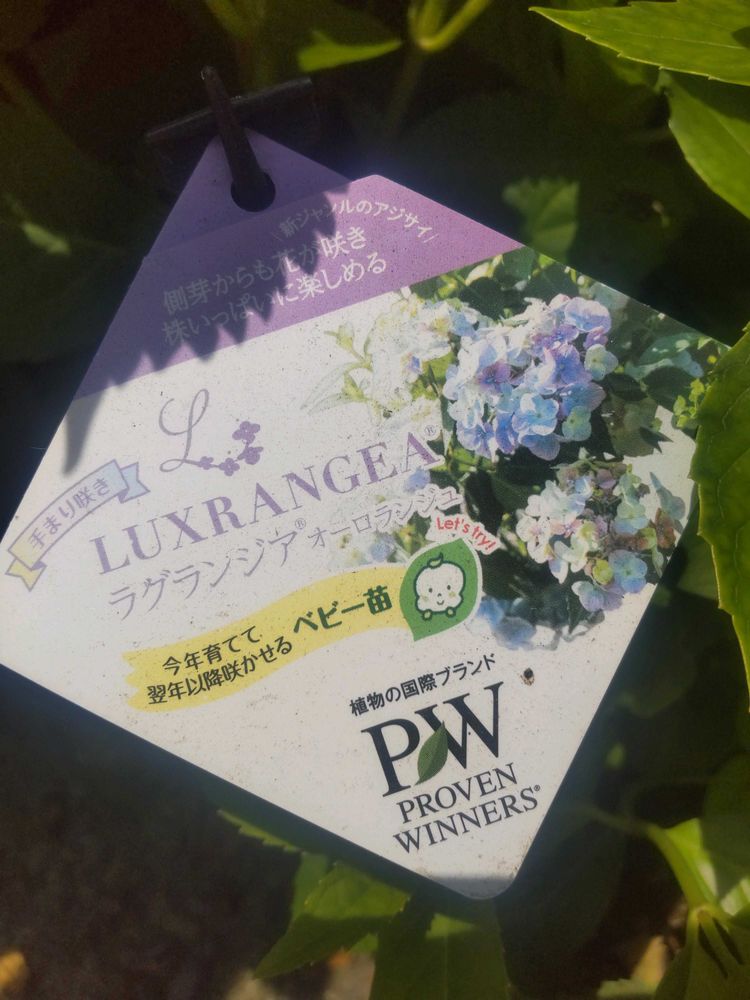 新ジャンルのアジサイ/
側芽からも花が咲き
株いっぱいに楽しめる
L
手まり咲き
LUXRANGEA®
ラグランジア®オーロランジュ
Let's try!
今年育てて
翌年以降咲かせる
ベビー苗
植物の国際ブランド
PW
PROVEN
WINNERS®